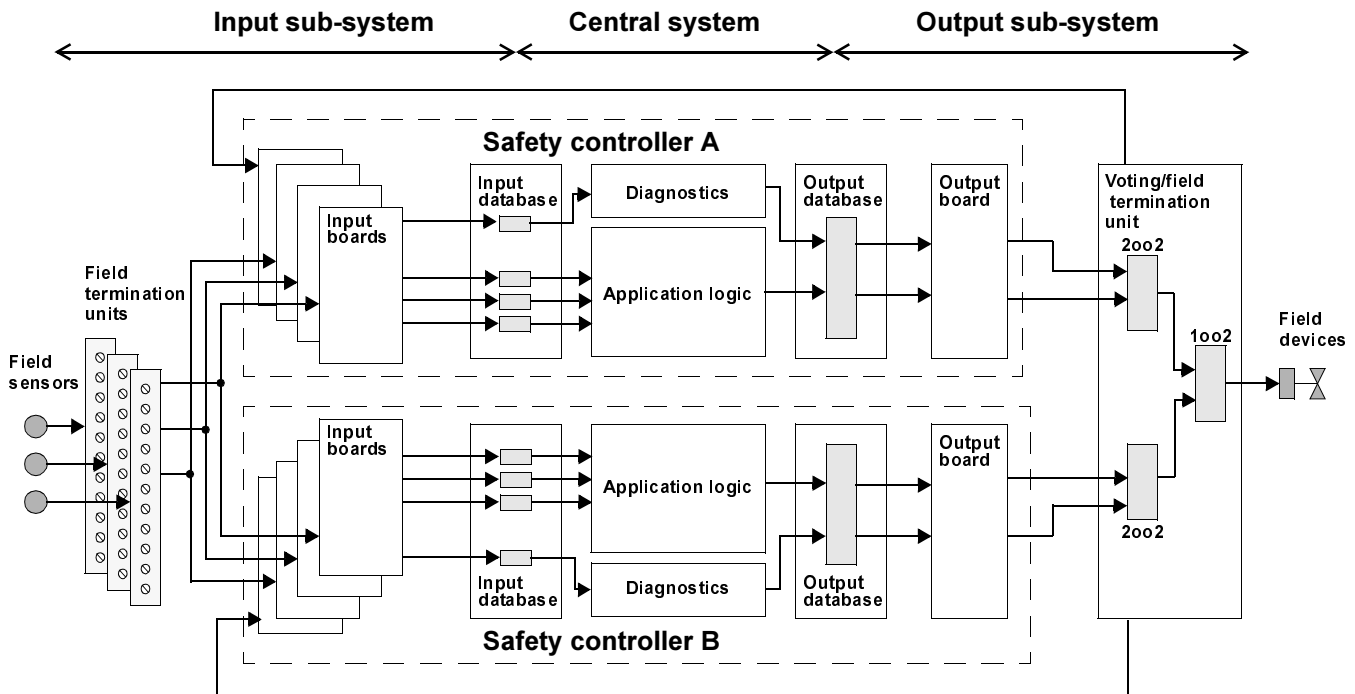 Input sub-system
Central system
Output sub-system
Safety controller A
Input
boards
Input
database
Diagnostics
Application logic
Output
database
Output
board
Voting/field
termination
unit
2oo2
1oo2
2oo2
Field
devices
Field
termination
units
Field
sensors
Input
boards
Application logic
Diagnostics
Input
database
Output
database
Output
board
Safety controller B